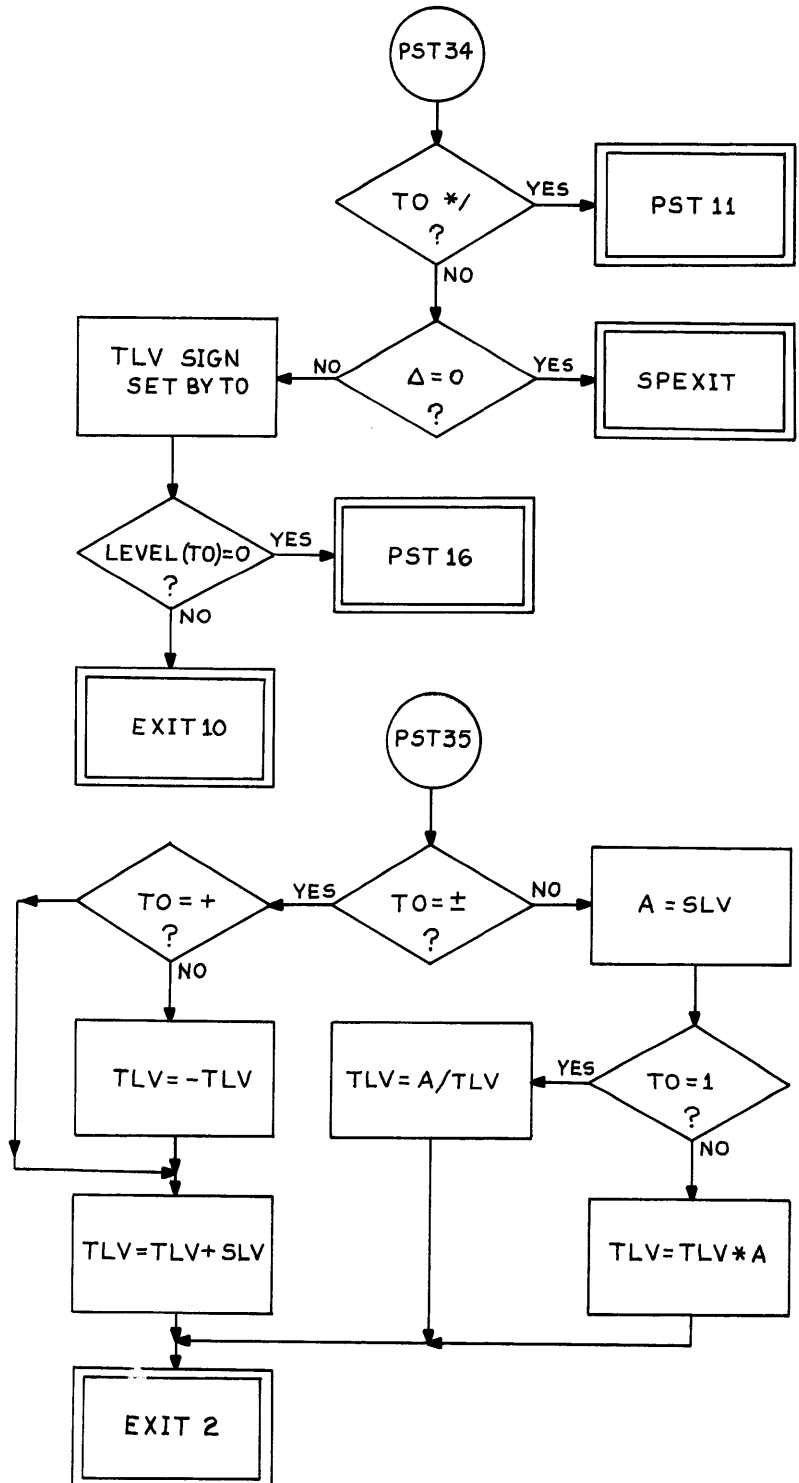 PST34
TO */
?
YES
PST 11
NO
TLV SIGN
SET BY TO
NO
Δ=0
?
YES
SPEXIT
LEVEL(TO)=0
?
YES
PST 16
NO
EXIT 10
PST35
TO=+
?
YES
TO=±
?
NO
A=SLV
NO
TLV=-TLV
TLV=A/TLV
YES
TO=1
?
NO
TLV=TLV+SLV
TLV=TLV*A
EXIT 2